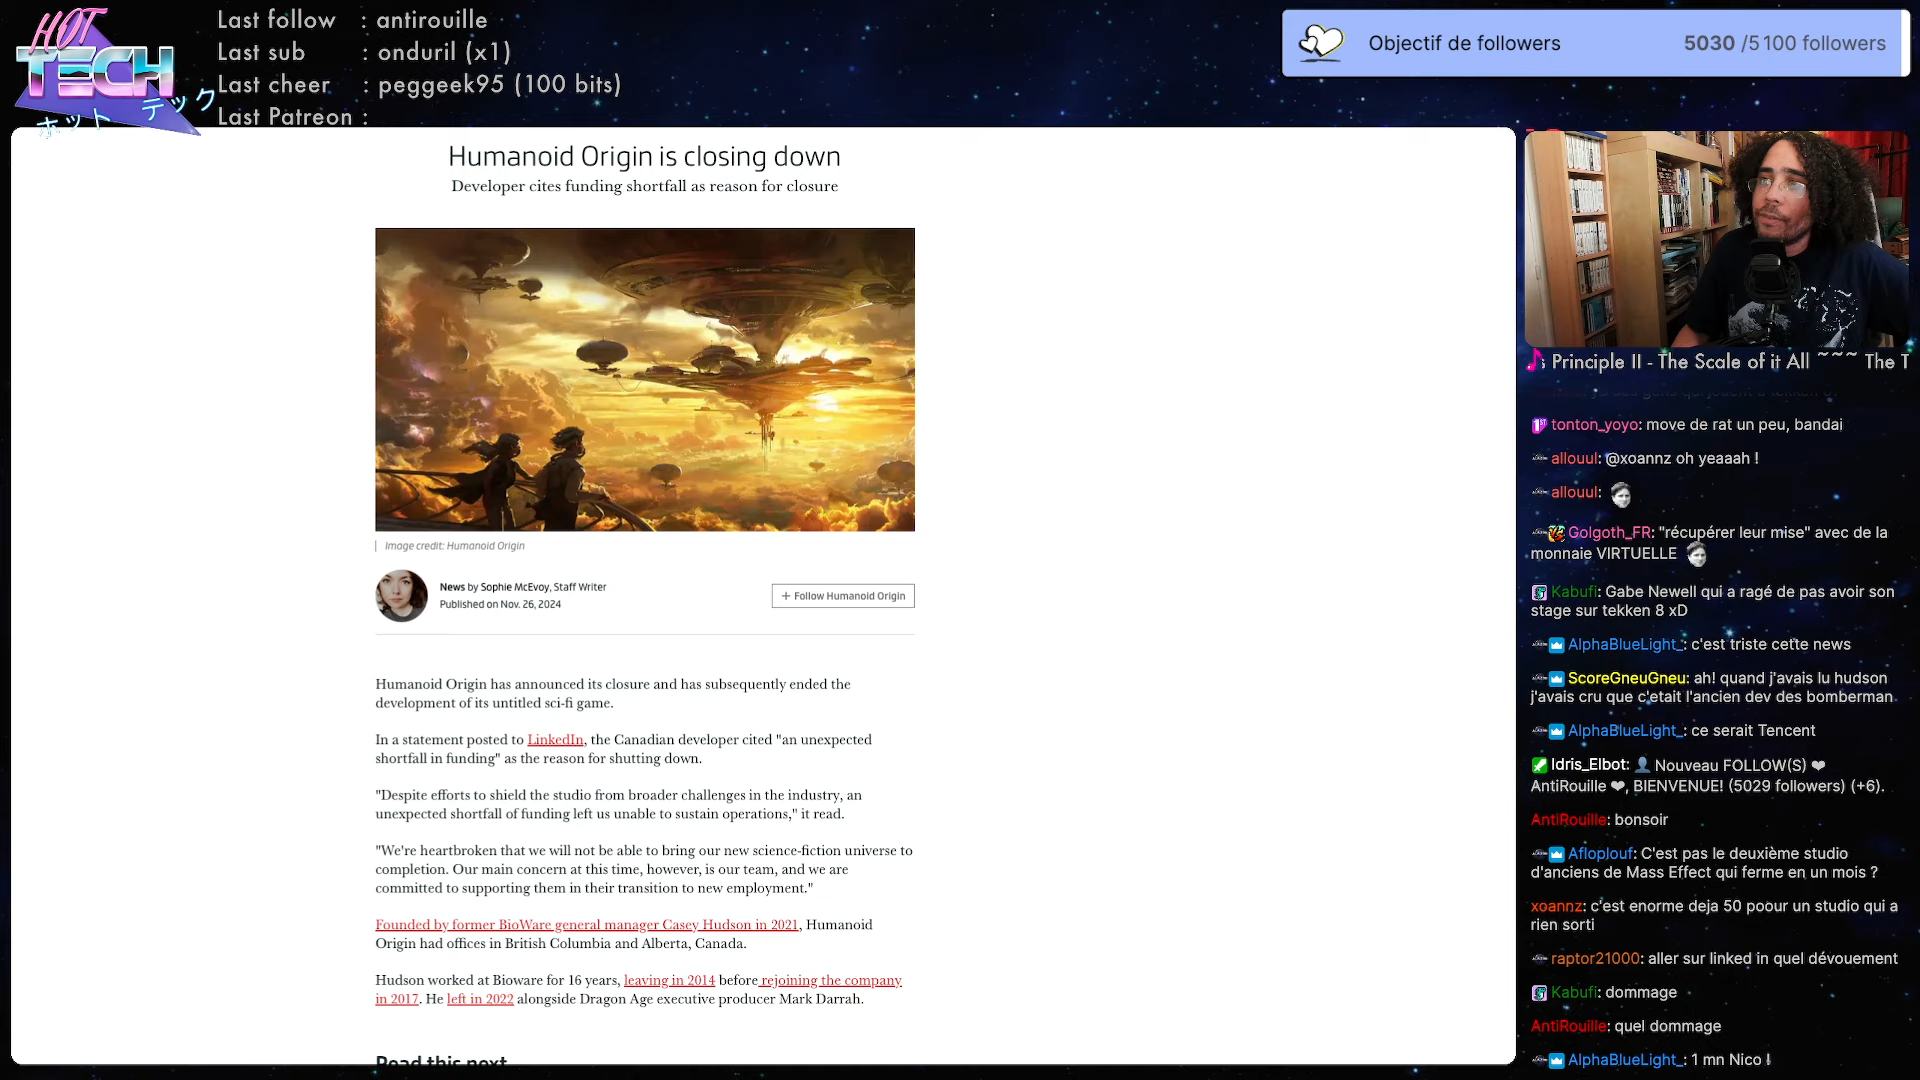 HOT
TECH
ホット テック
Last follow : antirouille
Last sub : onduril (x1)
Last cheer : peggeek95 (100 bits)
Last Patreon :
Objectif de followers 5030 /5 100 followers
Humanoid Origin is closing down
Developer cites funding shortfall as reason for closure
Image credit: Humanoid Origin
News by Sophie McEvoy, Staff Writer
Published on Nov. 26, 2024
+ Follow Humanoid Origin
Humanoid Origin has announced its closure and has subsequently ended the
development of its untitled sci-fi game.
In a statement posted to LinkedIn, the Canadian developer cited "an unexpected
shortfall in funding" as the reason for shutting down.
"Despite efforts to shield the studio from broader challenges in the industry, an
unexpected shortfall of funding left us unable to sustain operations," it read.
"We're heartbroken that we will not be able to bring our new science-fiction universe to
completion. Our main concern at this time, however, is our team, and we are
committed to supporting them in their transition to new employment."
Founded by former BioWare general manager Casey Hudson in 2021, Humanoid
Origin had offices in British Columbia and Alberta, Canada.
Hudson worked at Bioware for 16 years, leaving in 2014 before rejoining the company
in 2017. He left in 2022 alongside Dragon Age executive producer Mark Darrah.
Read this next
s Principle II - The Scale of it All ~~~ The T
tonton_yoyo: move de rat un peu, bandai
allouul: @xoannz oh yeaaah !
allouul:
Golgoth_FR: "récupérer leur mise" avec de la
monnaie VIRTUELLE
Kabufi: Gabe Newell qui a ragé de pas avoir son
stage sur tekken 8 xD
AlphaBlueLight_: c'est triste cette news
ScoreGneuGneu: ah! quand j'avais lu hudson
j'avais cru que c'etait l'ancien dev des bomberman
AlphaBlueLight_: ce serait Tencent
Idris_Elbot: 👤 Nouveau FOLLOW(S) ❤
AntiRouille ❤, BIENVENUE! (5029 followers) (+6).
AntiRouille: bonsoir
Afloplouf: C'est pas le deuxième studio
d'anciens de Mass Effect qui ferme en un mois ?
xoannz: c'est enorme deja 50 poour un studio qui a
rien sorti
raptor21000: aller sur linked in quel dévouement
Kabufi: dommage
AntiRouille: quel dommage
AlphaBlueLight_: 1 mn Nico !